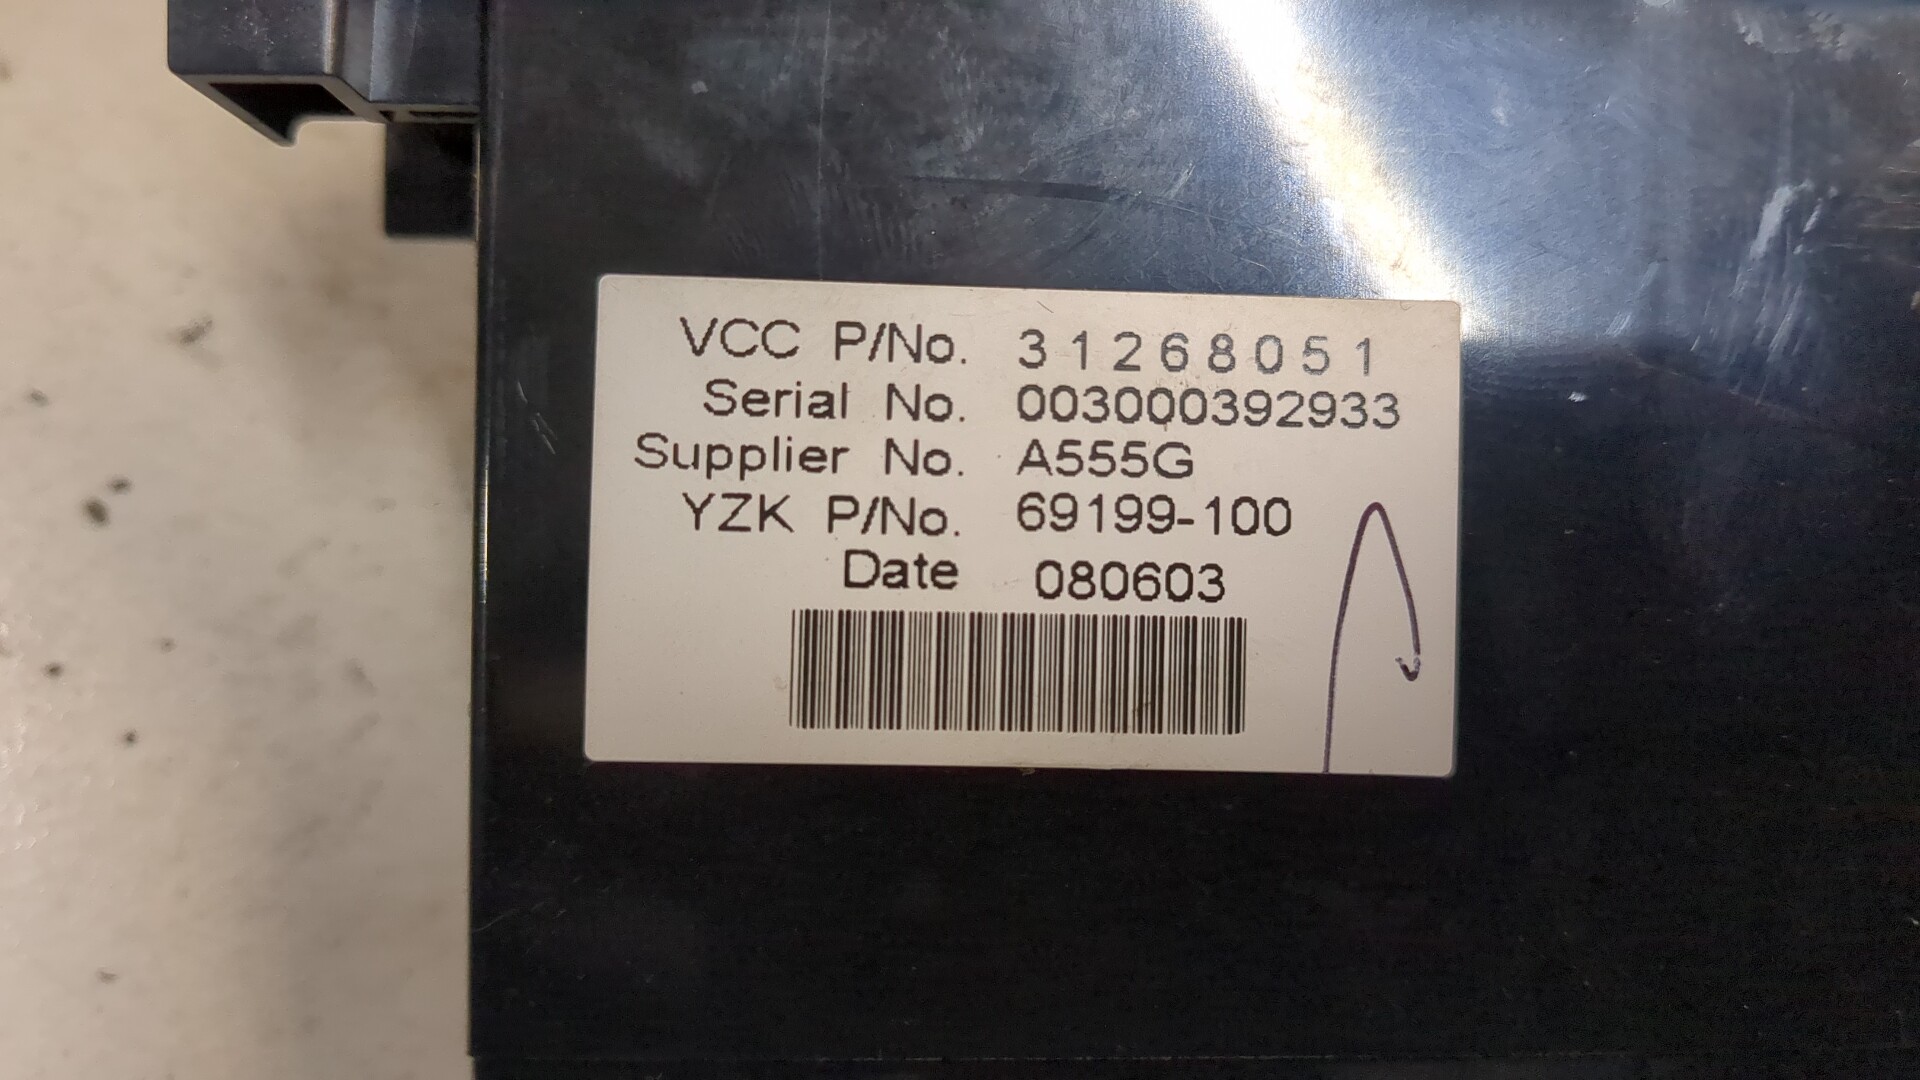 VCC P/No. 31268051
Serial No. 003000392933
Supplier No. A555G
YZK P/No. 69199-100
Date 080603